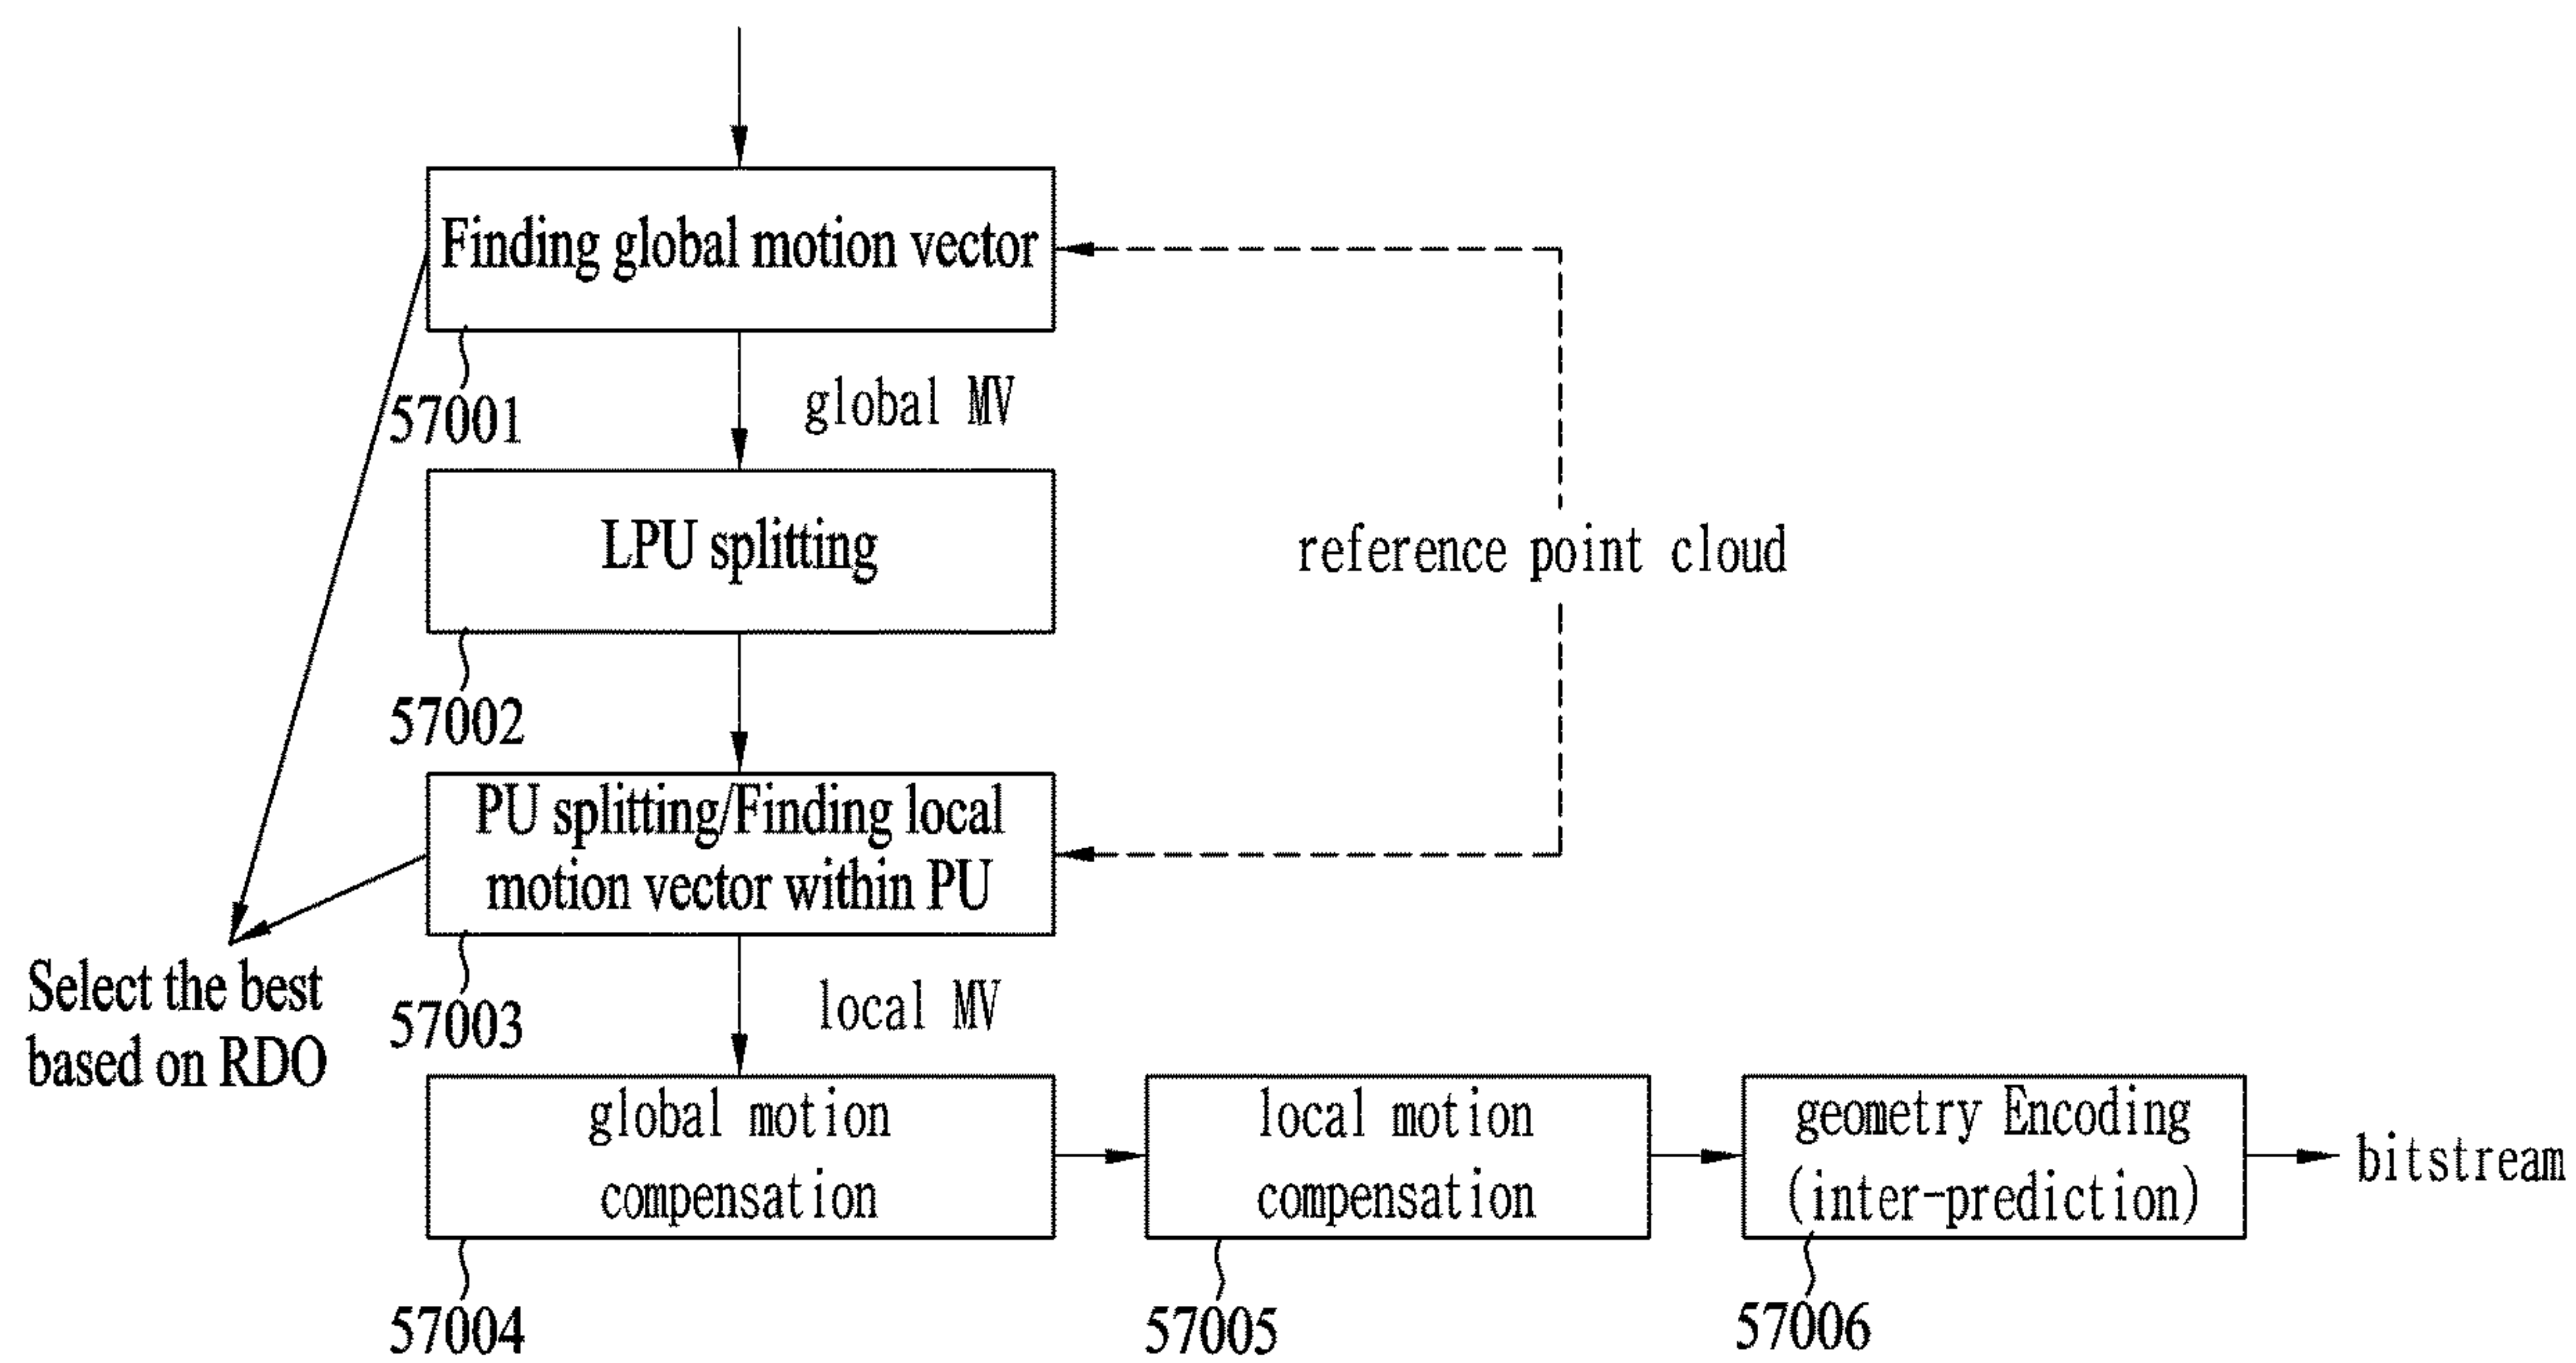 Finding global motion vector
57001
global MV
LPU splitting
reference point cloud
57002
PU splitting/Finding local
motion vector within PU
Select the best
based on RDO
57003
local MV
global motion
compensation
local motion
compensation
geometry Encoding
(inter-prediction)
bitstream
57004
57005
57006